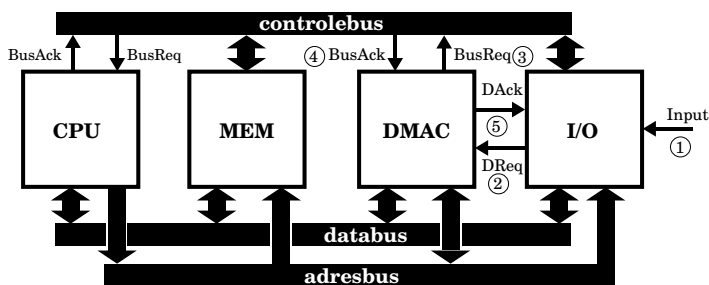 controlebus
BusAck BusReq ④ BusAck BusReq ③
DAck
CPU MEM DMAC ⑤ I/O Input
①
DReq
②
databus
adresbus